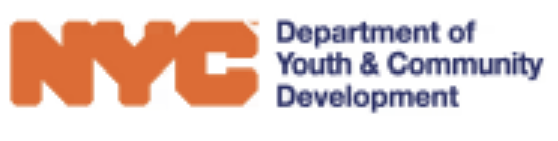 NYC
Department of
Youth & Community
Development